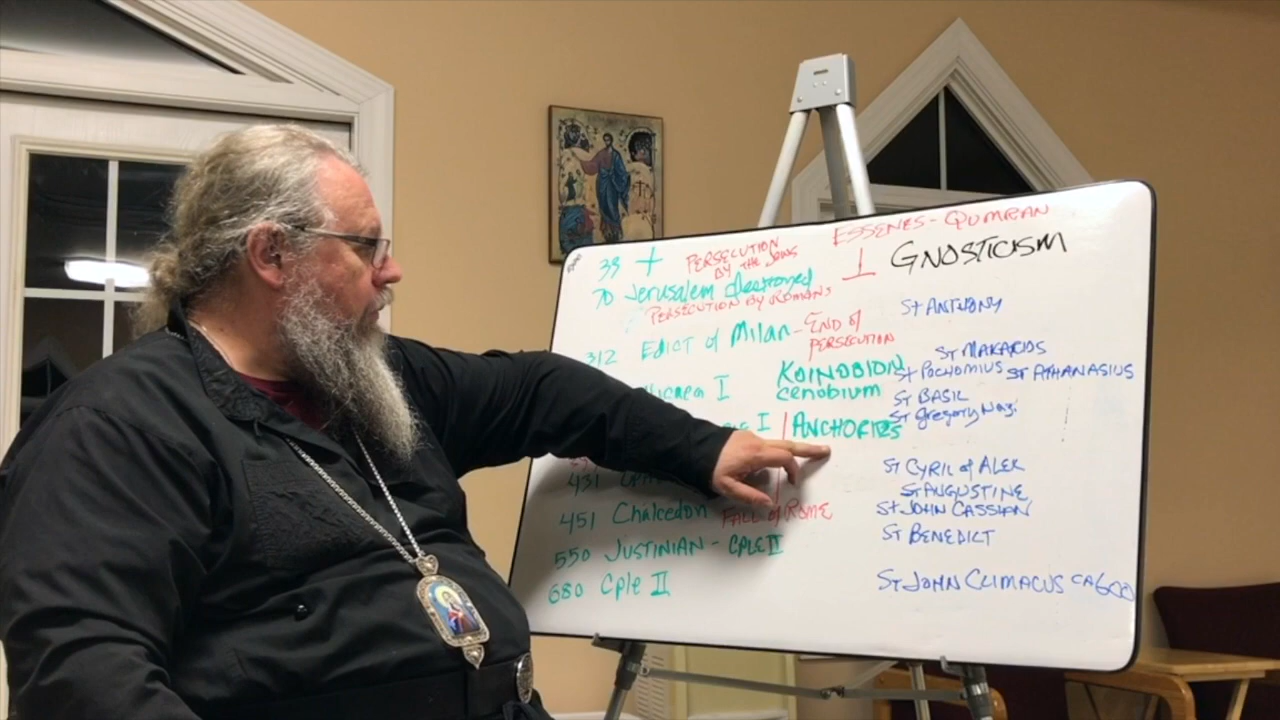 ESSENES - QUMRAN
33 + PERSECUTION
BY THE JEWS
⊥ GNOSTICISM
70 Jerusalem destroyed
PERSECUTION BY ROMANS
St ANTHONY
312 EDICT of Milan - END of
PERSECUTION
St MAKARIOS
I KOINOBION
cenobium
St POCHOMIUS St ATHANASIUS
St BASIL
St Gregory Naz.
I | ANCHORITES
St CYRIL of ALEX
431
St AUGUSTINE
451 Chalcedon FALL of ROME
St JOHN CASSIAN
St BENEDICT
550 JUSTINIAN - CPLE II
680 Cple II
St JOHN CLIMACUS CA 600